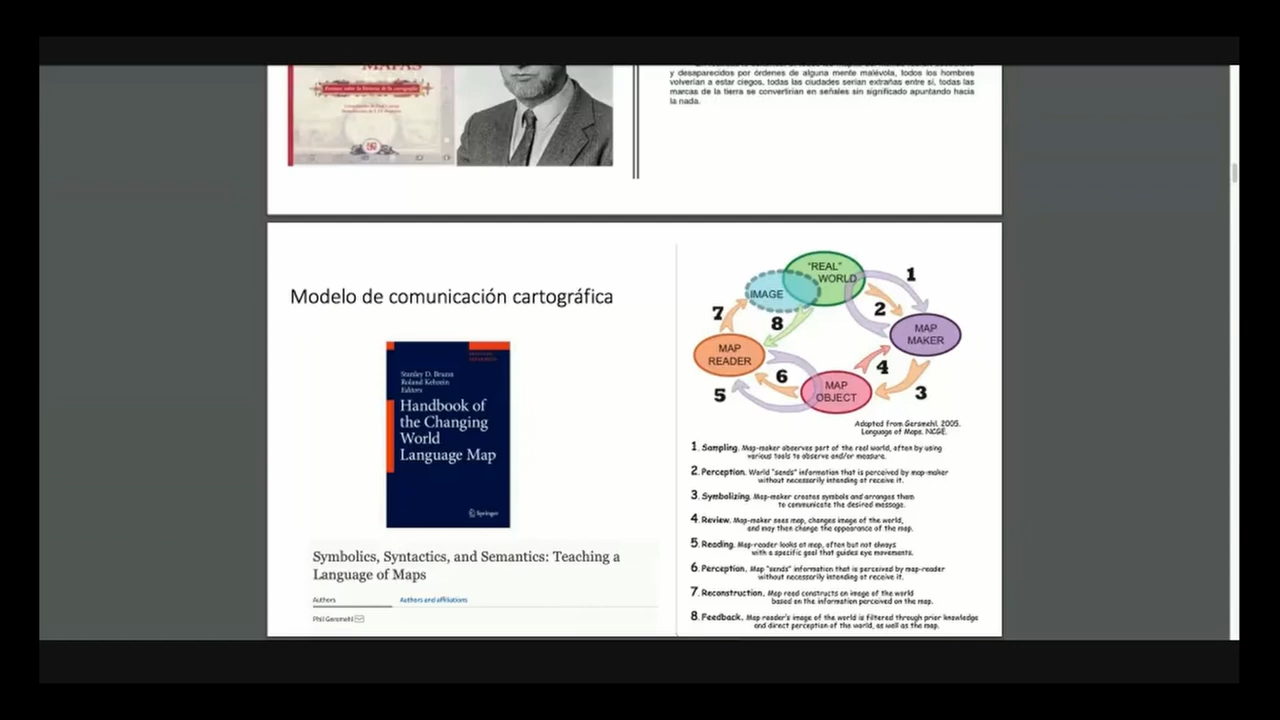 MAPAS
Ensayos sobre la historia de la cartografía
y desaparecidos por órdenes de alguna mente malévola, todos los hombres
volverían a estar ciegos, todas las ciudades serían extrañas entre sí, todas las
marcas de la tierra se convertirían en señales sin significado apuntando hacia
la nada.
Modelo de comunicación cartográfica
Stanley D. Brunn
Roland Kehrein
Editors
Handbook of
the Changing
World
Language Map
Springer
Symbolics, Syntactics, and Semantics: Teaching a
Language of Maps
Authors
Authors and affiliations
Phil Gersmehl
"REAL"
WORLD
IMAGE
1
2
7
8
MAP
MAKER
MAP
READER
4
6
MAP
OBJECT
3
5
Adapted from Gersmehl. 2005.
Language of Maps. NCGE.
1. Sampling. Map-maker observes part of the real world, often by using
various tools to observe and/or measure.
2. Perception. World "sends" information that is perceived by map-maker
without necessarily intending to receive it.
3. Symbolizing. Map-maker creates symbols and arranges them
to communicate the desired message.
4. Review. Map-maker sees map, changes image of the world,
and may then change the appearance of the map.
5. Reading. Map-reader looks at map, often but not always
with a specific goal that guides eye movements.
6. Perception. Map "sends" information that is perceived by map-reader
without necessarily intending to receive it.
7. Reconstruction. Map read constructs an image of the world
based on the information perceived on the map.
8. Feedback. Map reader's image of the world is filtered through prior knowledge
and direct perception of the world, as well as the map.